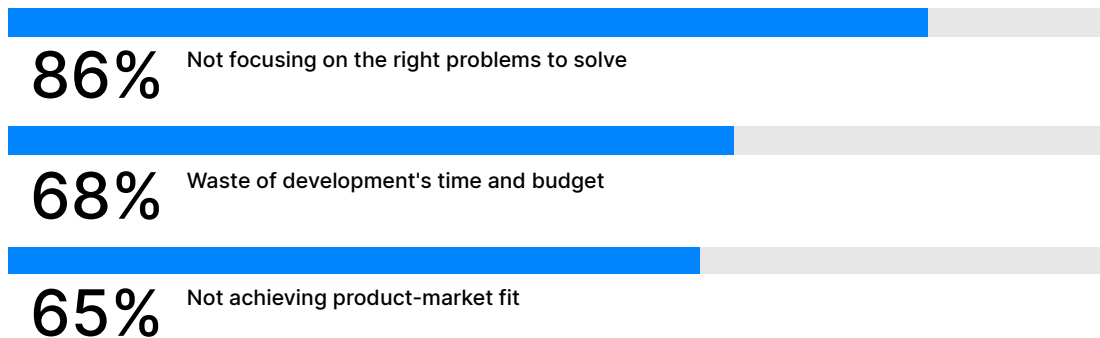 86% Not focusing on the right problems to solve
68% Waste of development's time and budget
65% Not achieving product-market fit